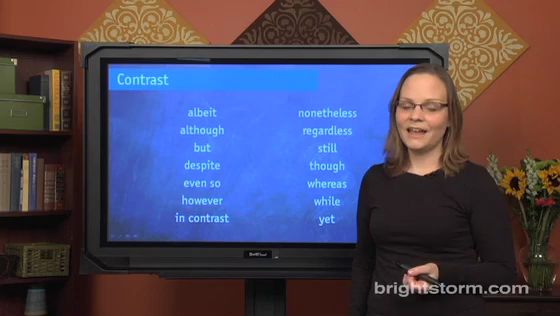 Contrast
albeit
although
but
despite
even so
however
in contrast
nonetheless
regardless
still
though
whereas
while
yet
brightstorm.com